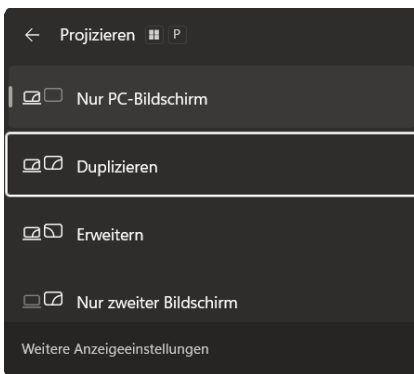 Projizieren P
Nur PC-Bildschirm
Duplizieren
Erweitern
Nur zweiter Bildschirm
Weitere Anzeigeeinstellungen